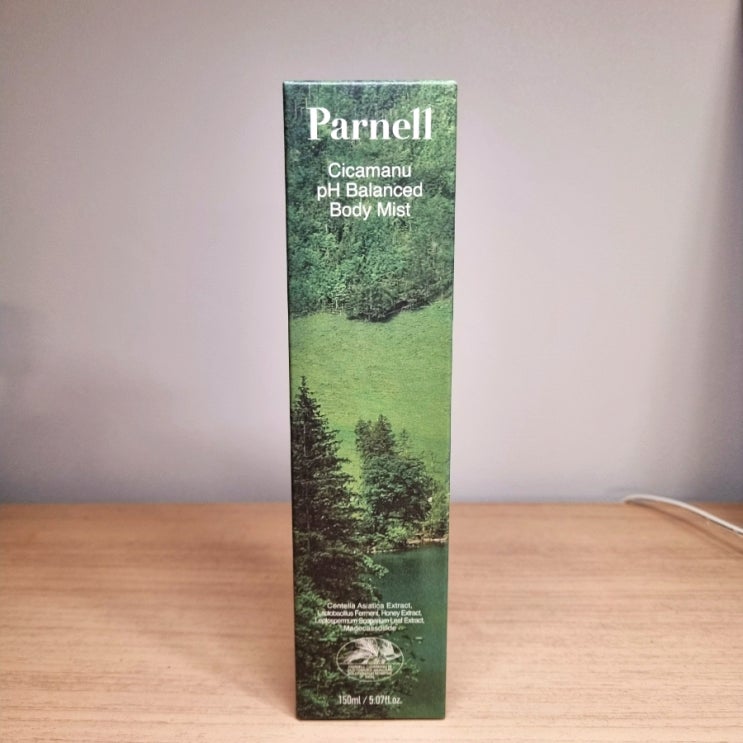 Parnell
Cicamanu
pH Balanced
Body Mist
Centella Asiatica Extract,
Lactobacillus Ferment, Honey Extract,
Leptospermum Scoparium Leaf Extract,
Madecassoside
150ml / 5.07fl.oz.